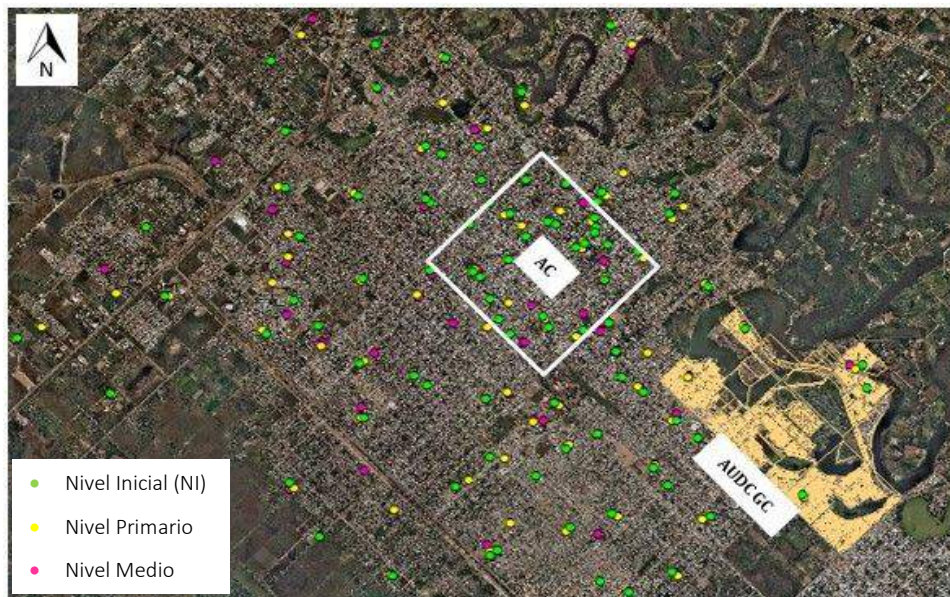 N
AC
AUDC GC
Nivel Inicial (NI)
Nivel Primario
Nivel Medio